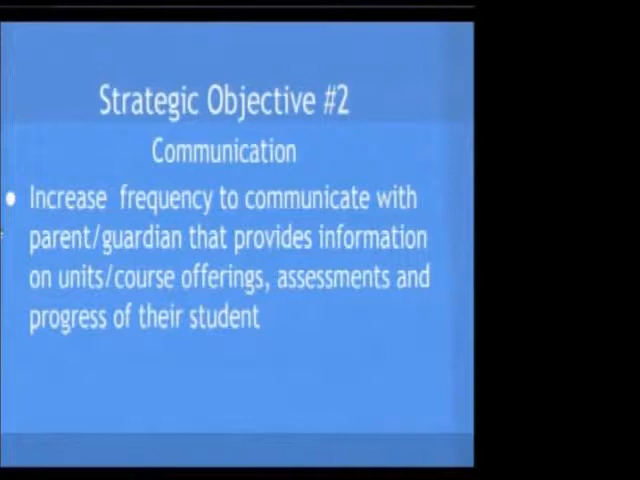 Strategic Objective #2
Communication
• Increase frequency to communicate with
parent/guardian that provides information
on units/course offerings, assessments and
progress of their student